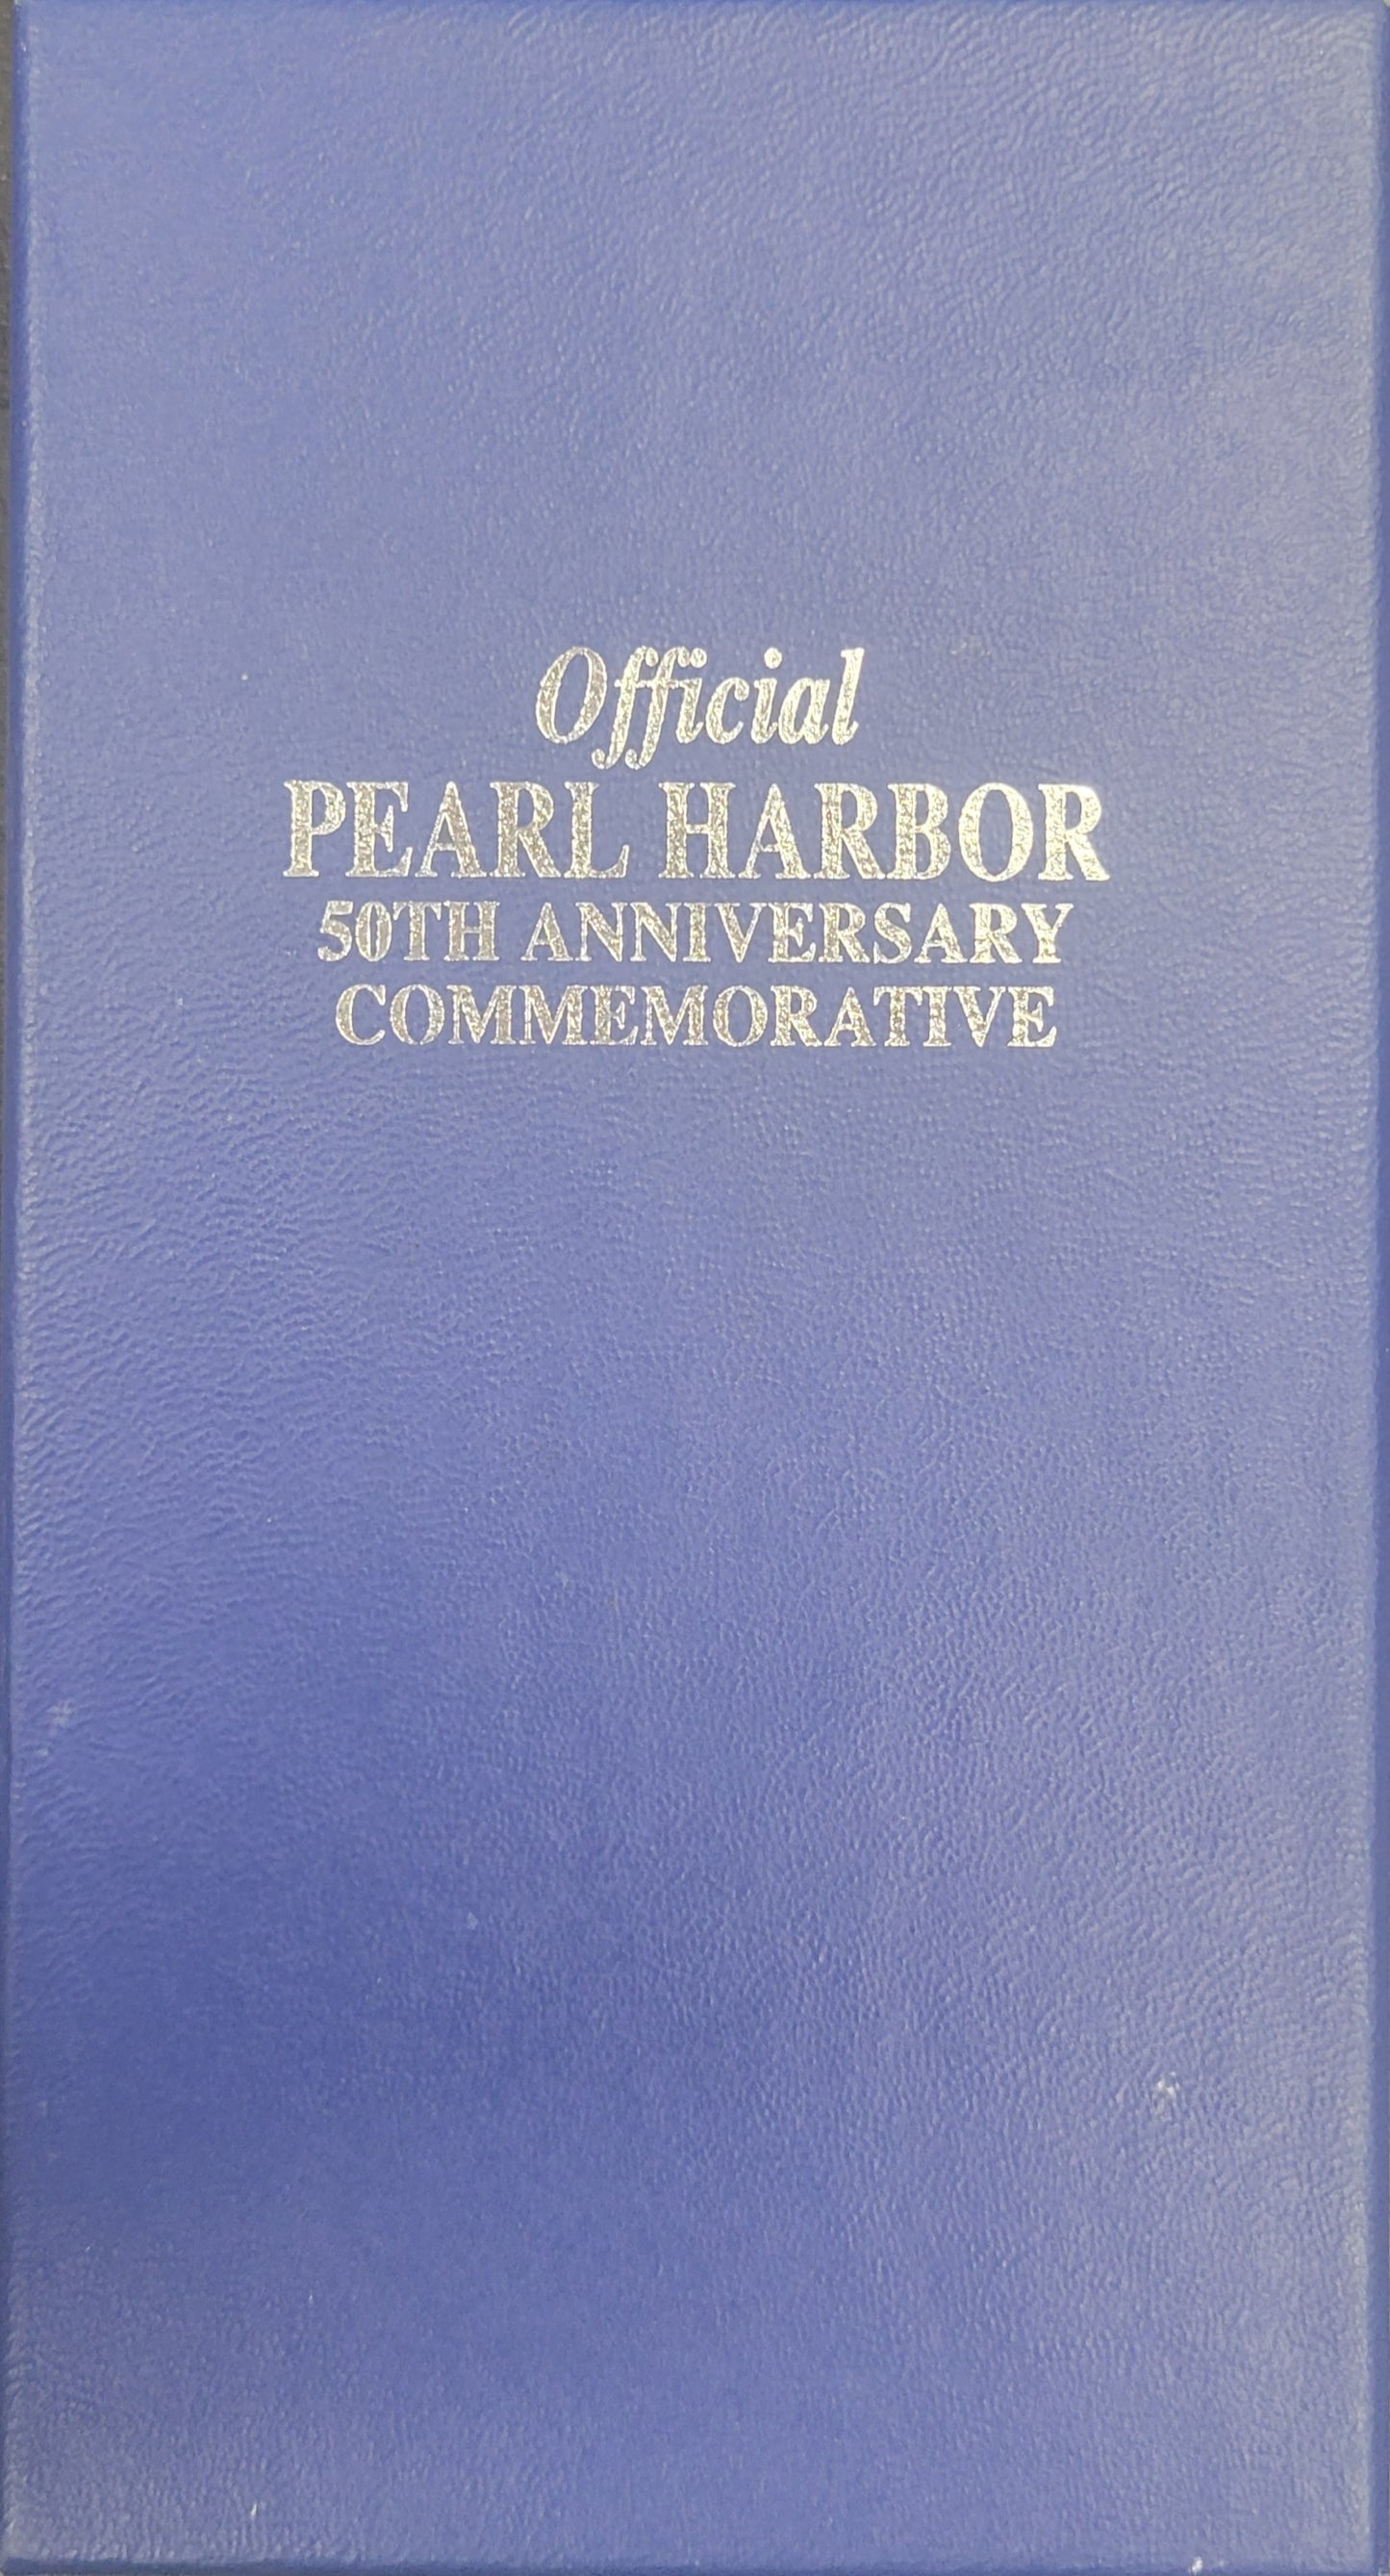 Official
PEARL HARBOR
50TH ANNIVERSARY
COMMEMORATIVE